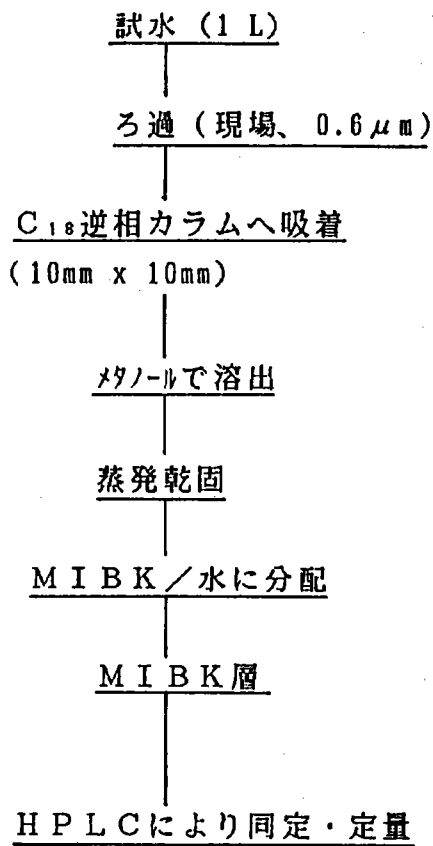 試水（1 L）
ろ過（現場、0.6μm）
C₁₈逆相カラムへ吸着
（10mm x 10mm）
ﾒﾀﾉｰﾙで溶出
蒸発乾固
ＭＩＢＫ／水に分配
ＭＩＢＫ層
ＨＰＬＣにより同定・定量